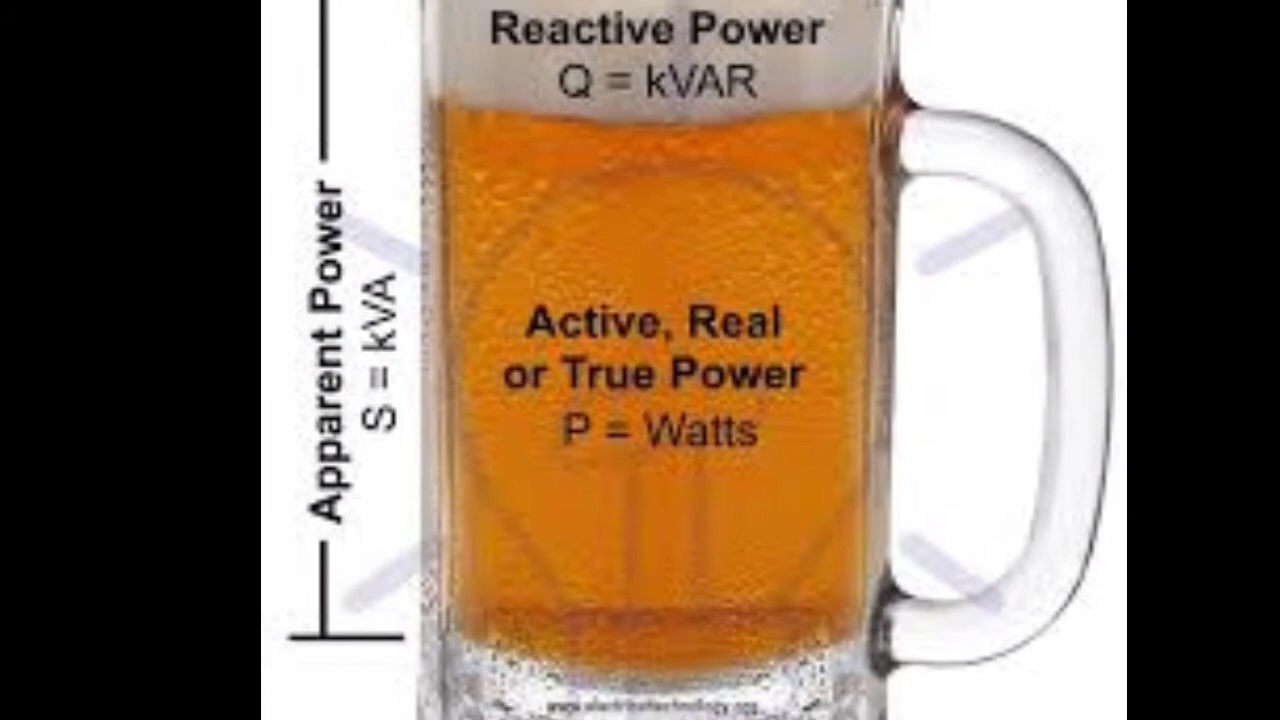 Reactive Power
Q = kVAR
Apparent Power
S = kVA
Active, Real
or True Power
P = Watts